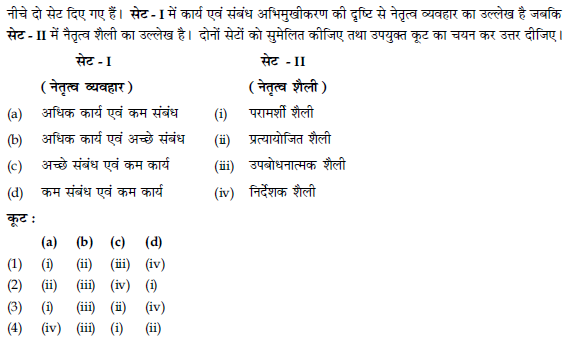 नीचे दो सेट दिए गए हैं। सेट - I में कार्य एवं संबंध अभिमुखीकरण की दृष्टि से नेतृत्व व्यवहार का उल्लेख है जबकि
सेट - II में नैतृत्व शैली का उल्लेख है। दोनों सेटों को सुमेलित कीजिए तथा उपयुक्त कूट का चयन कर उत्तर दीजिए।
सेट - I सेट - II
( नेतृत्व व्यवहार ) ( नेतृत्व शैली )
(a) अधिक कार्य एवं कम संबंध (i) परामर्शी शैली
(b) अधिक कार्य एवं अच्छे संबंध (ii) प्रत्यायोजित शैली
(c) अच्छे संबंध एवं कम कार्य (iii) उपबोधनात्मक शैली
(d) कम संबंध एवं कम कार्य (iv) निर्देशक शैली
कूट :
(a) (b) (c) (d)
(1) (i) (ii) (iii) (iv)
(2) (ii) (iii) (iv) (i)
(3) (i) (iii) (ii) (iv)
(4) (iv) (iii) (i) (ii)